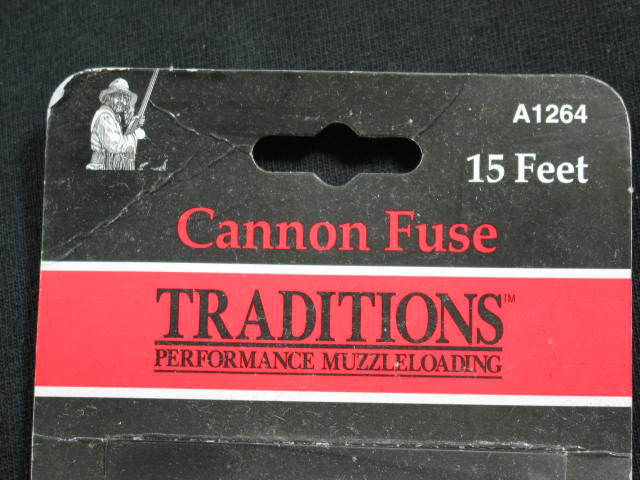 A1264
15 Feet
Cannon Fuse
TRADITIONS™
PERFORMANCE MUZZLELOADING